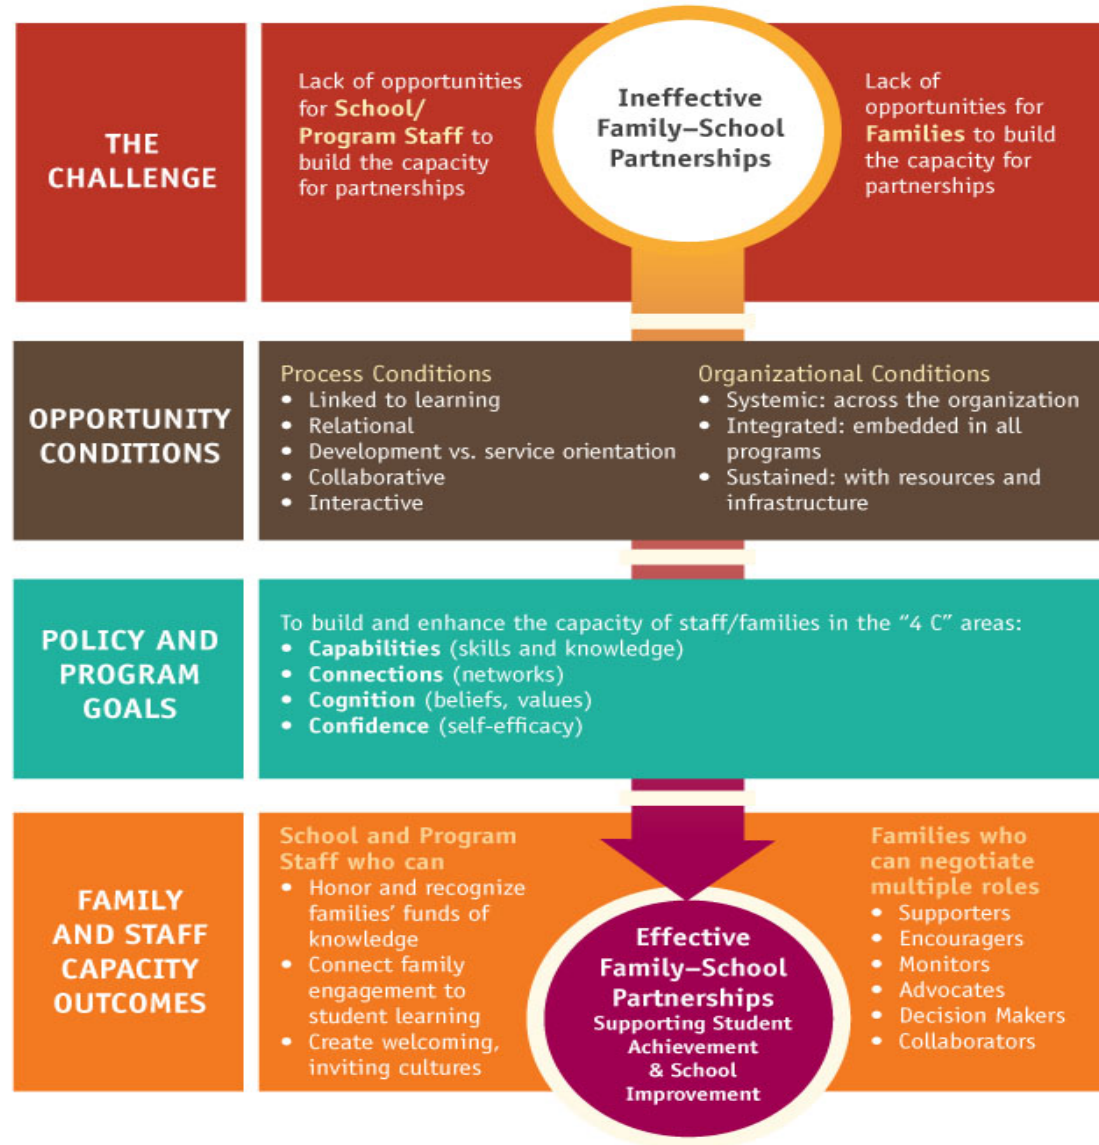 THE
CHALLENGE
Lack of opportunities
for School/
Program Staff to
build the capacity
for partnerships
Ineffective
Family–School
Partnerships
Lack of
opportunities for
Families to build
the capacity for
partnerships
OPPORTUNITY
CONDITIONS
Process Conditions
• Linked to learning
• Relational
• Development vs. service orientation
• Collaborative
• Interactive
Organizational Conditions
• Systemic: across the organization
• Integrated: embedded in all
programs
• Sustained: with resources and
infrastructure
POLICY AND
PROGRAM
GOALS
To build and enhance the capacity of staff/families in the “4 C” areas:
• Capabilities (skills and knowledge)
• Connections (networks)
• Cognition (beliefs, values)
• Confidence (self-efficacy)
FAMILY
AND STAFF
CAPACITY
OUTCOMES
School and Program
Staff who can
• Honor and recognize
families’ funds of
knowledge
• Connect family
engagement to
student learning
• Create welcoming,
inviting cultures
Effective
Family–School
Partnerships
Supporting Student
Achievement
& School
Improvement
Families who
can negotiate
multiple roles
• Supporters
• Encouragers
• Monitors
• Advocates
• Decision Makers
• Collaborators